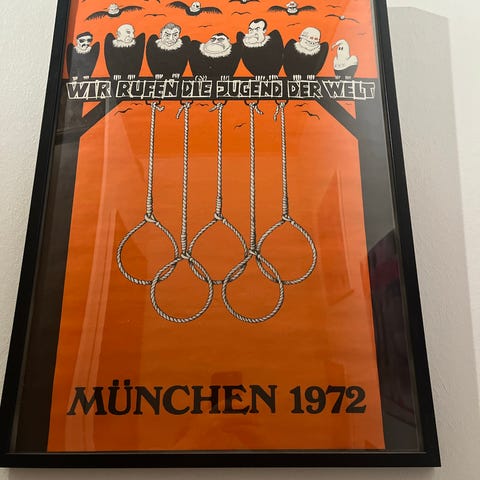 WIR RUFEN DIE JUGEND DER WELT
MÜNCHEN 1972